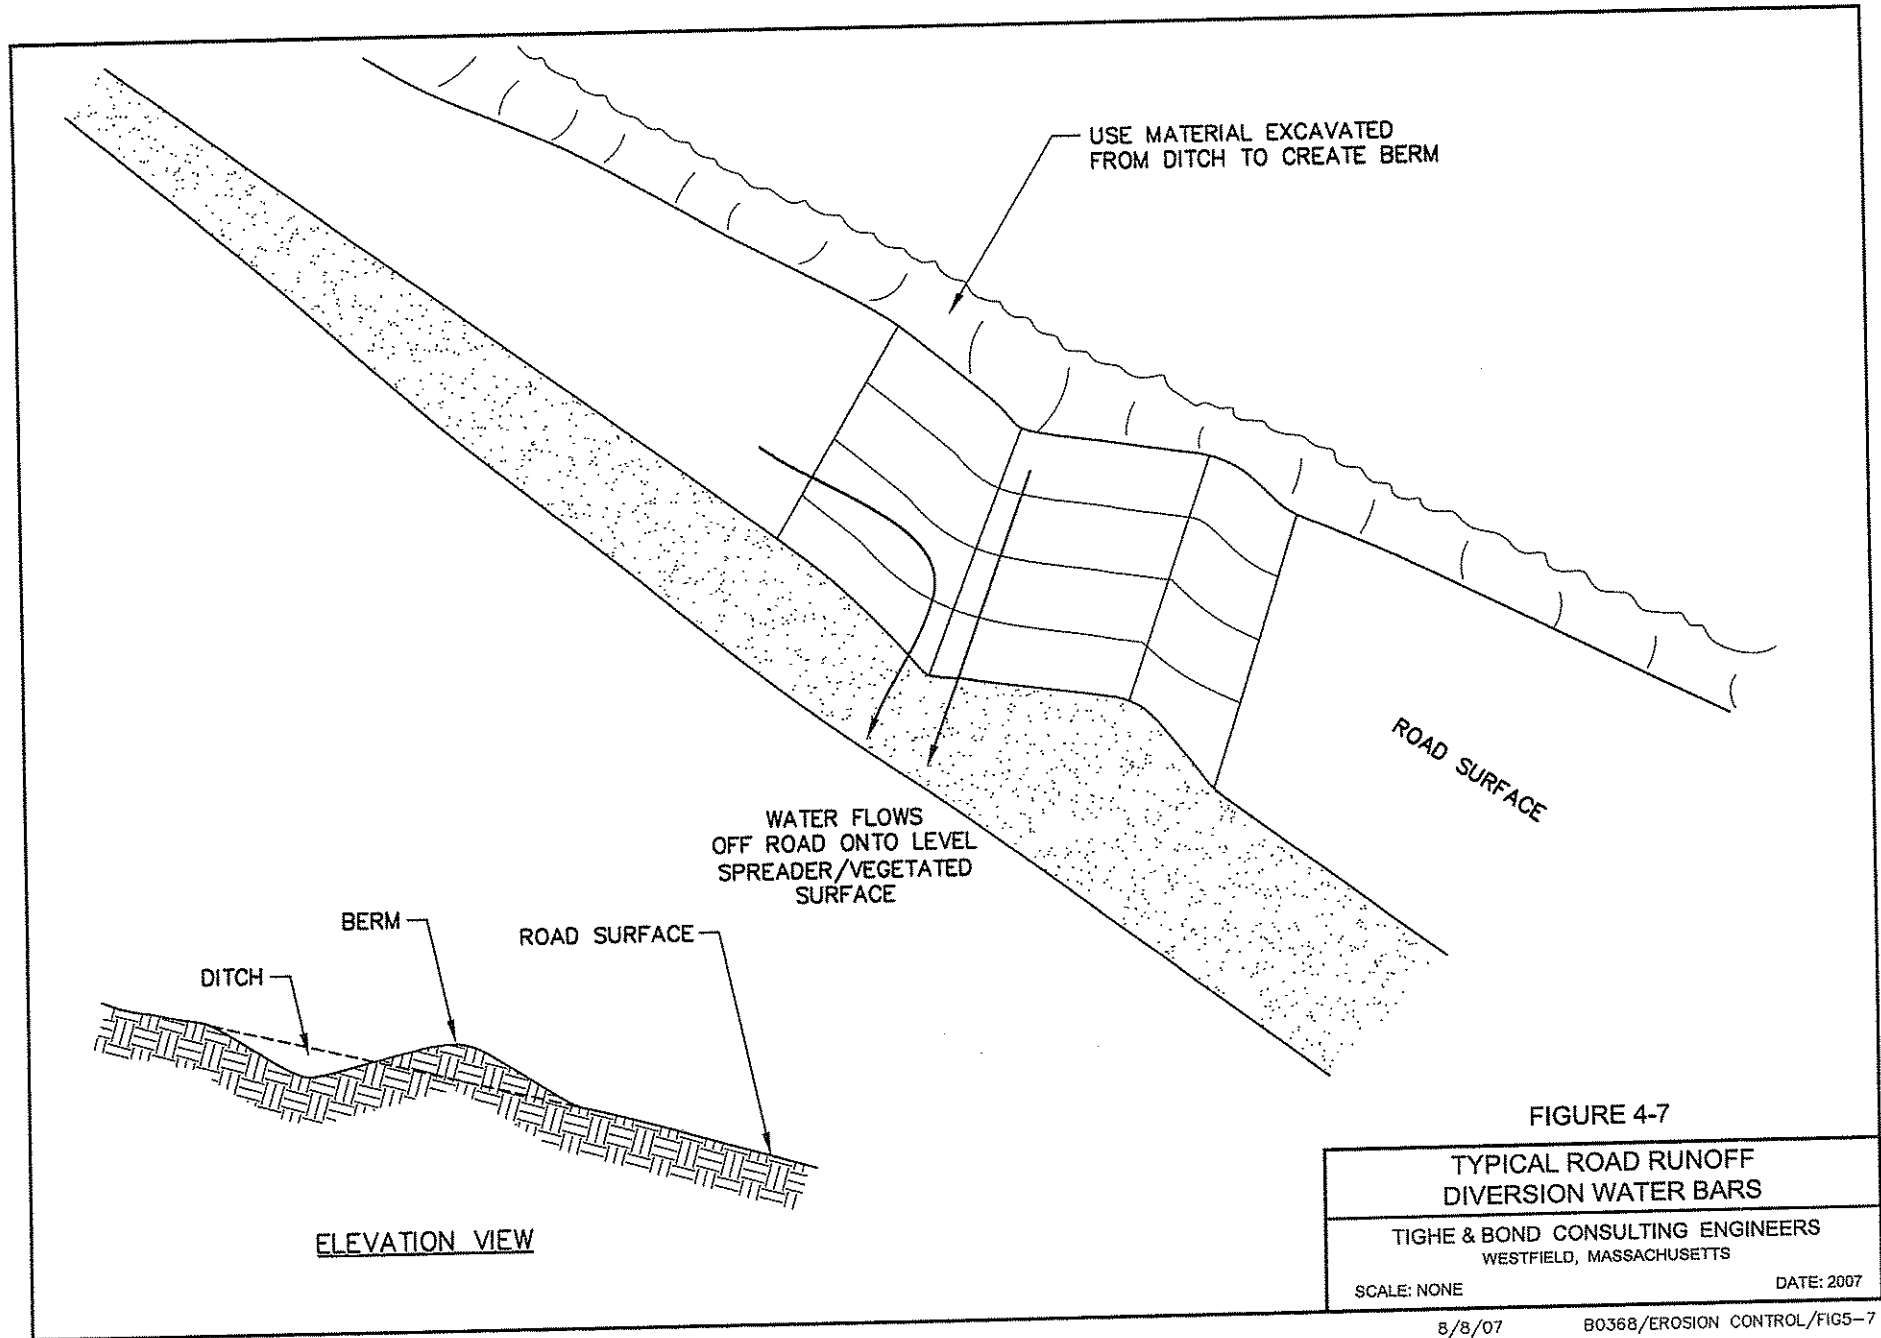 USE MATERIAL EXCAVATED
FROM DITCH TO CREATE BERM
ROAD SURFACE
WATER FLOWS
OFF ROAD ONTO LEVEL
SPREADER/VEGETATED
SURFACE
BERM
ROAD SURFACE
DITCH
ELEVATION VIEW
FIGURE 4-7
TYPICAL ROAD RUNOFF
DIVERSION WATER BARS
TIGHE & BOND CONSULTING ENGINEERS
WESTFIELD, MASSACHUSETTS
SCALE: NONE DATE: 2007
8/8/07 B0368/EROSION CONTROL/FIG5-7